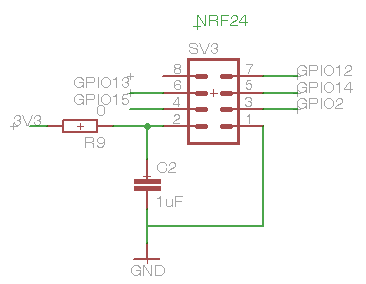 NRF24
SV3
8 7 GPIO12
GPIO13 6 5 GPIO14
GPIO15 4 3 GPIO2
0
3V3 2 1
R9
C2
1uF
GND